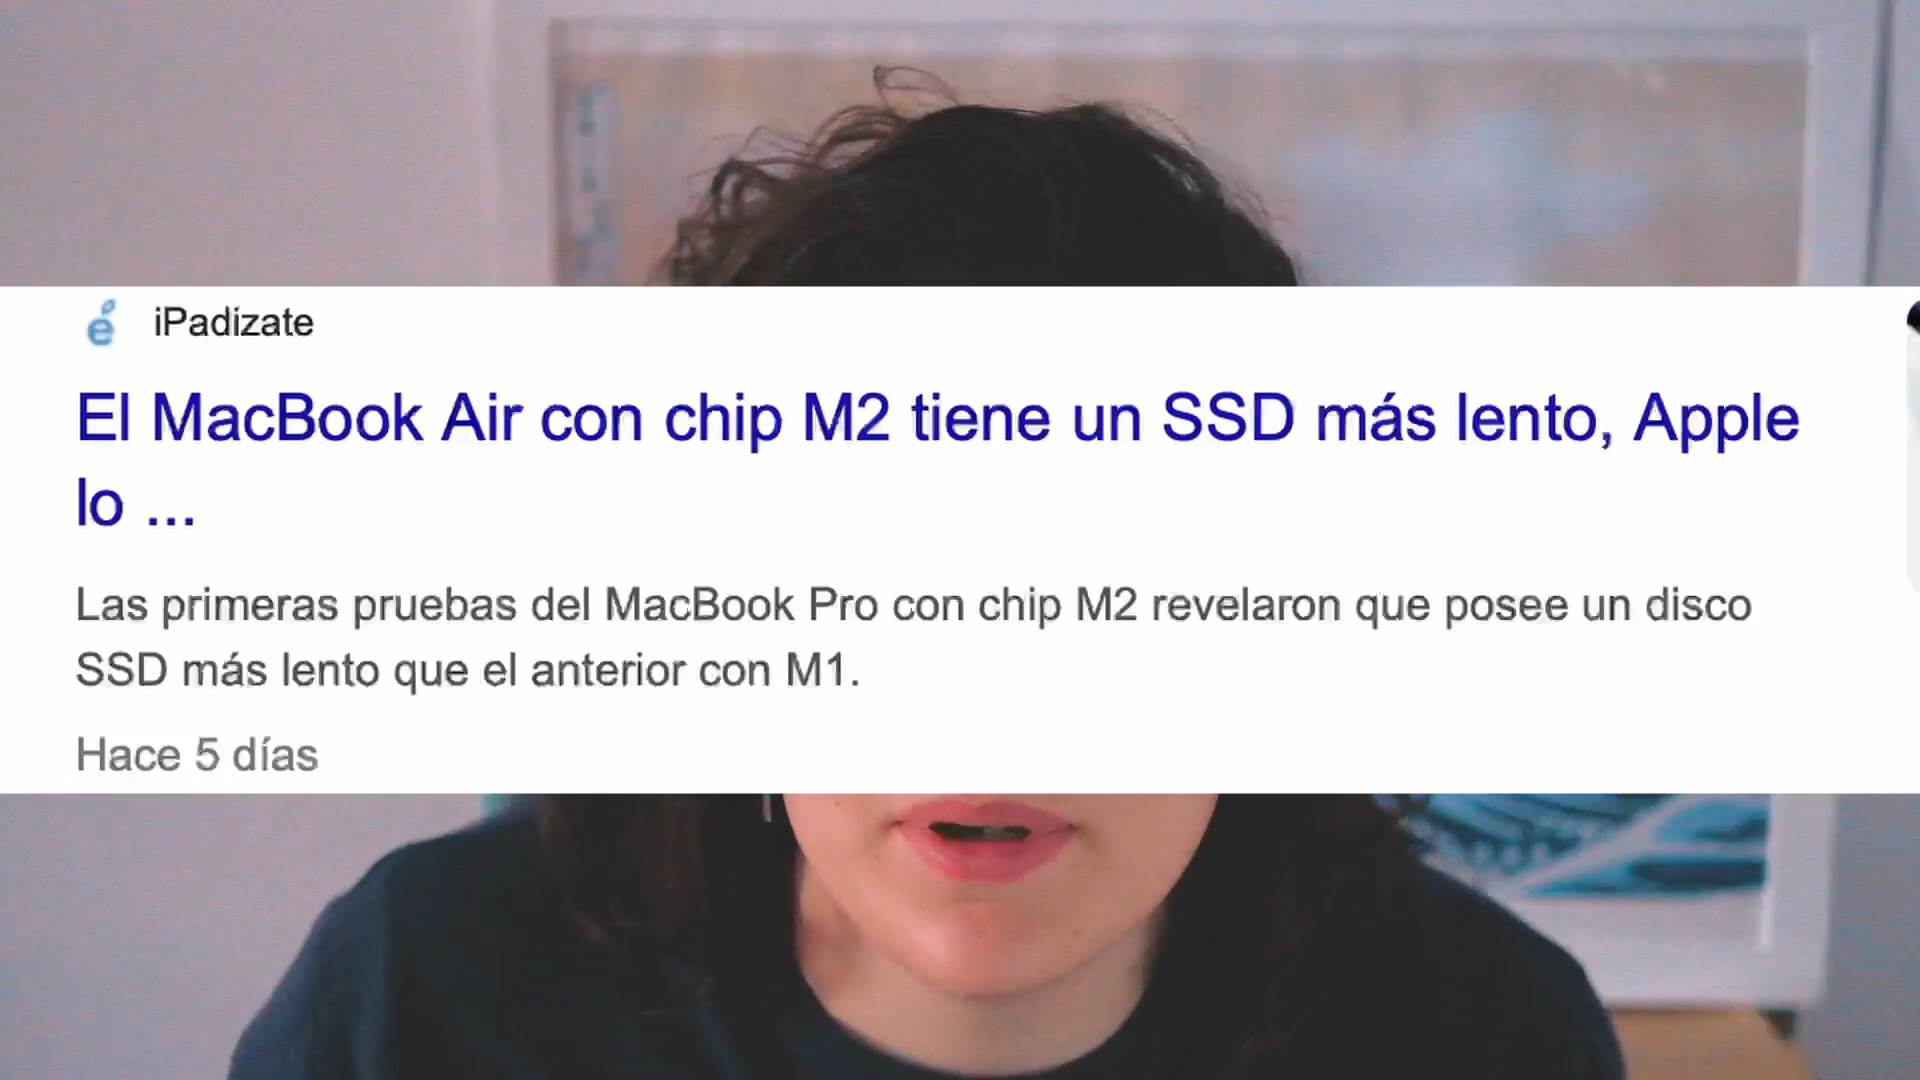 iPadizate
El MacBook Air con chip M2 tiene un SSD más lento, Apple
lo ...
Las primeras pruebas del MacBook Pro con chip M2 revelaron que posee un disco
SSD más lento que el anterior con M1.
Hace 5 días